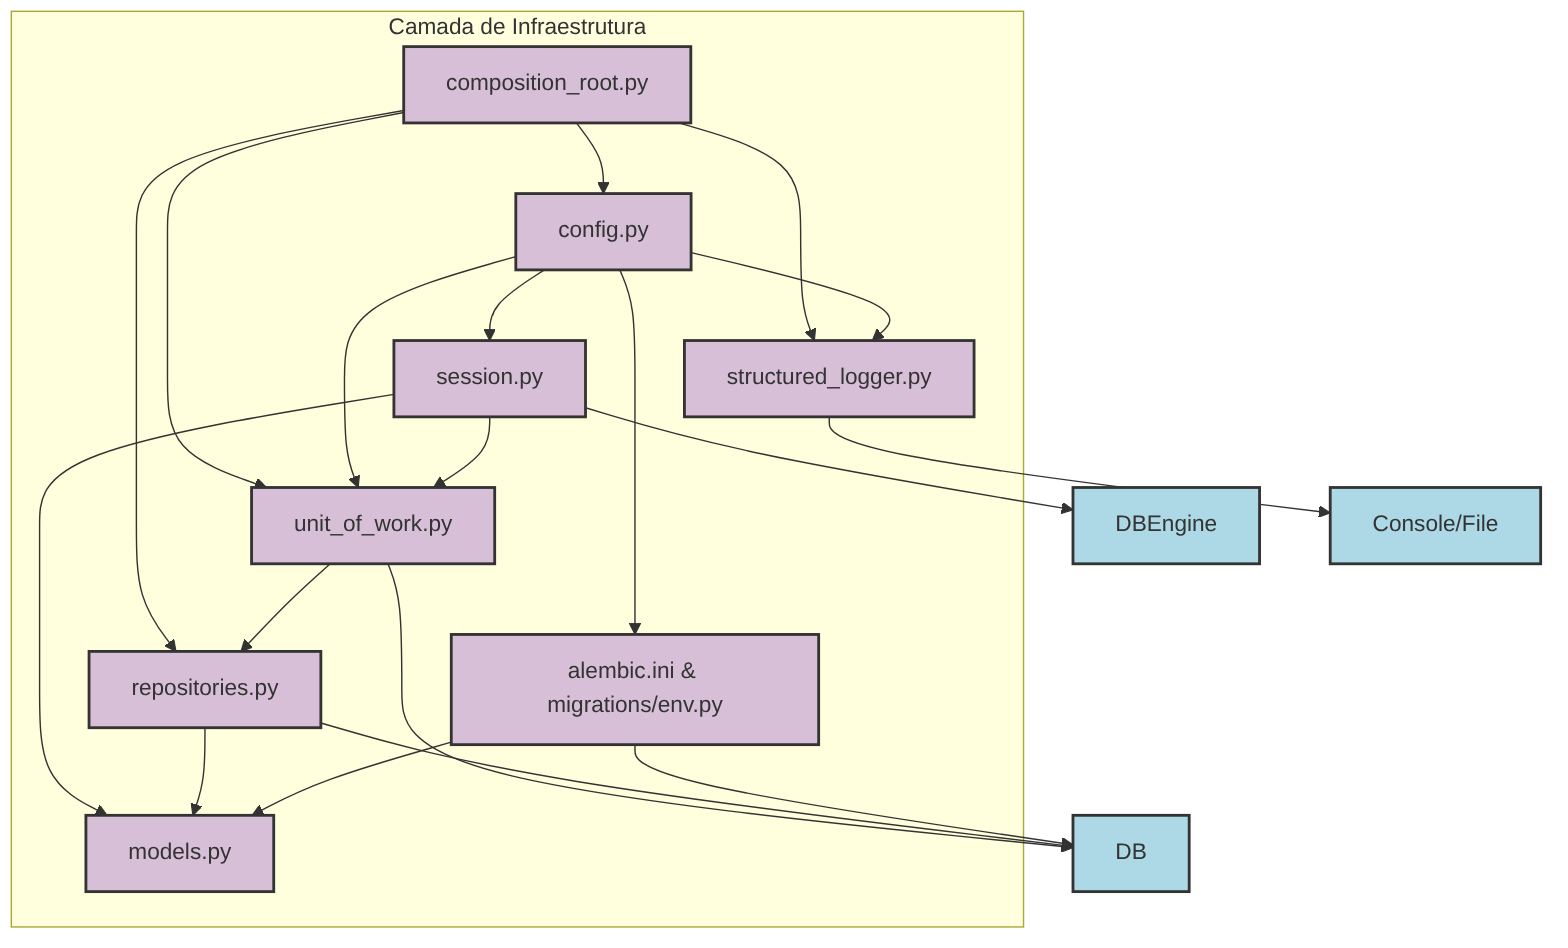 Camada de Infraestrutura
composition_root.py
config.py
session.py
structured_logger.py
unit_of_work.py
DBEngine
Console/File
repositories.py
alembic.ini &
migrations/env.py
models.py
DB